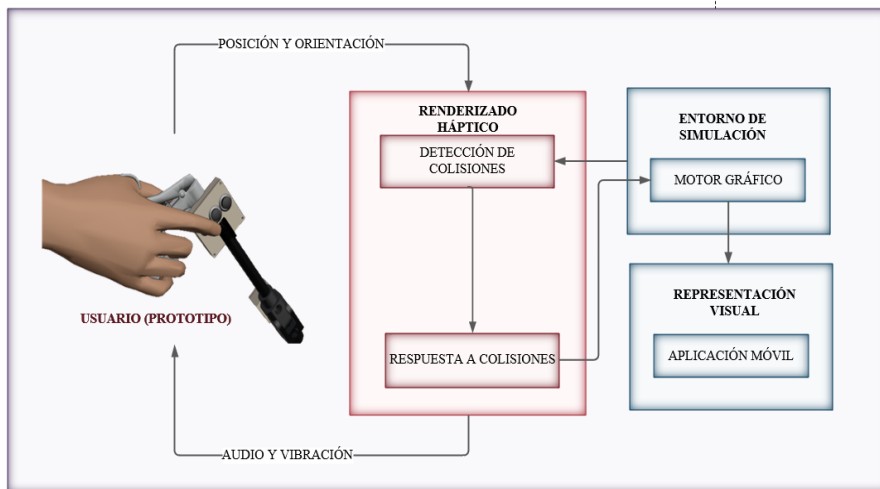 POSICIÓN Y ORIENTACIÓN
RENDERIZADO
HÁPTICO
DETECCIÓN DE
COLISIONES
ENTORNO DE
SIMULACIÓN
MOTOR GRÁFICO
REPRESENTACIÓN
VISUAL
APLICACIÓN MÓVIL
USUARIO (PROTOTIPO)
RESPUESTA A COLISIONES
AUDIO Y VIBRACIÓN